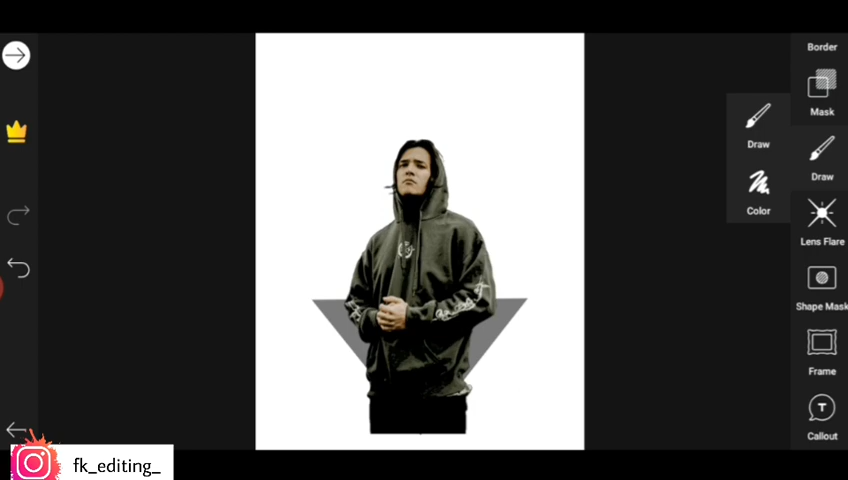 Border
Mask
Draw
Draw
Color
Lens Flare
Shape Mask
Frame
T
Callout
fk_editing_